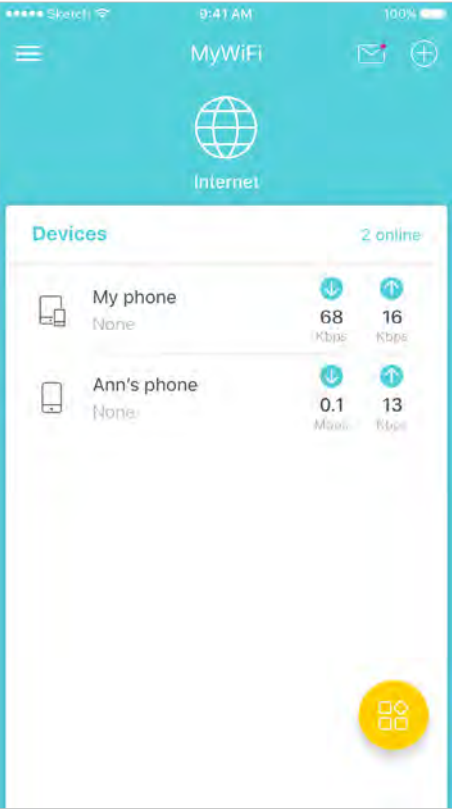 Sketch 9:41 AM 100%
MyWiFi
Internet
Devices 2 online
My phone
None
68 16
Kbps Kbps
Ann's phone
None
0.1 13
Mbps Kbps